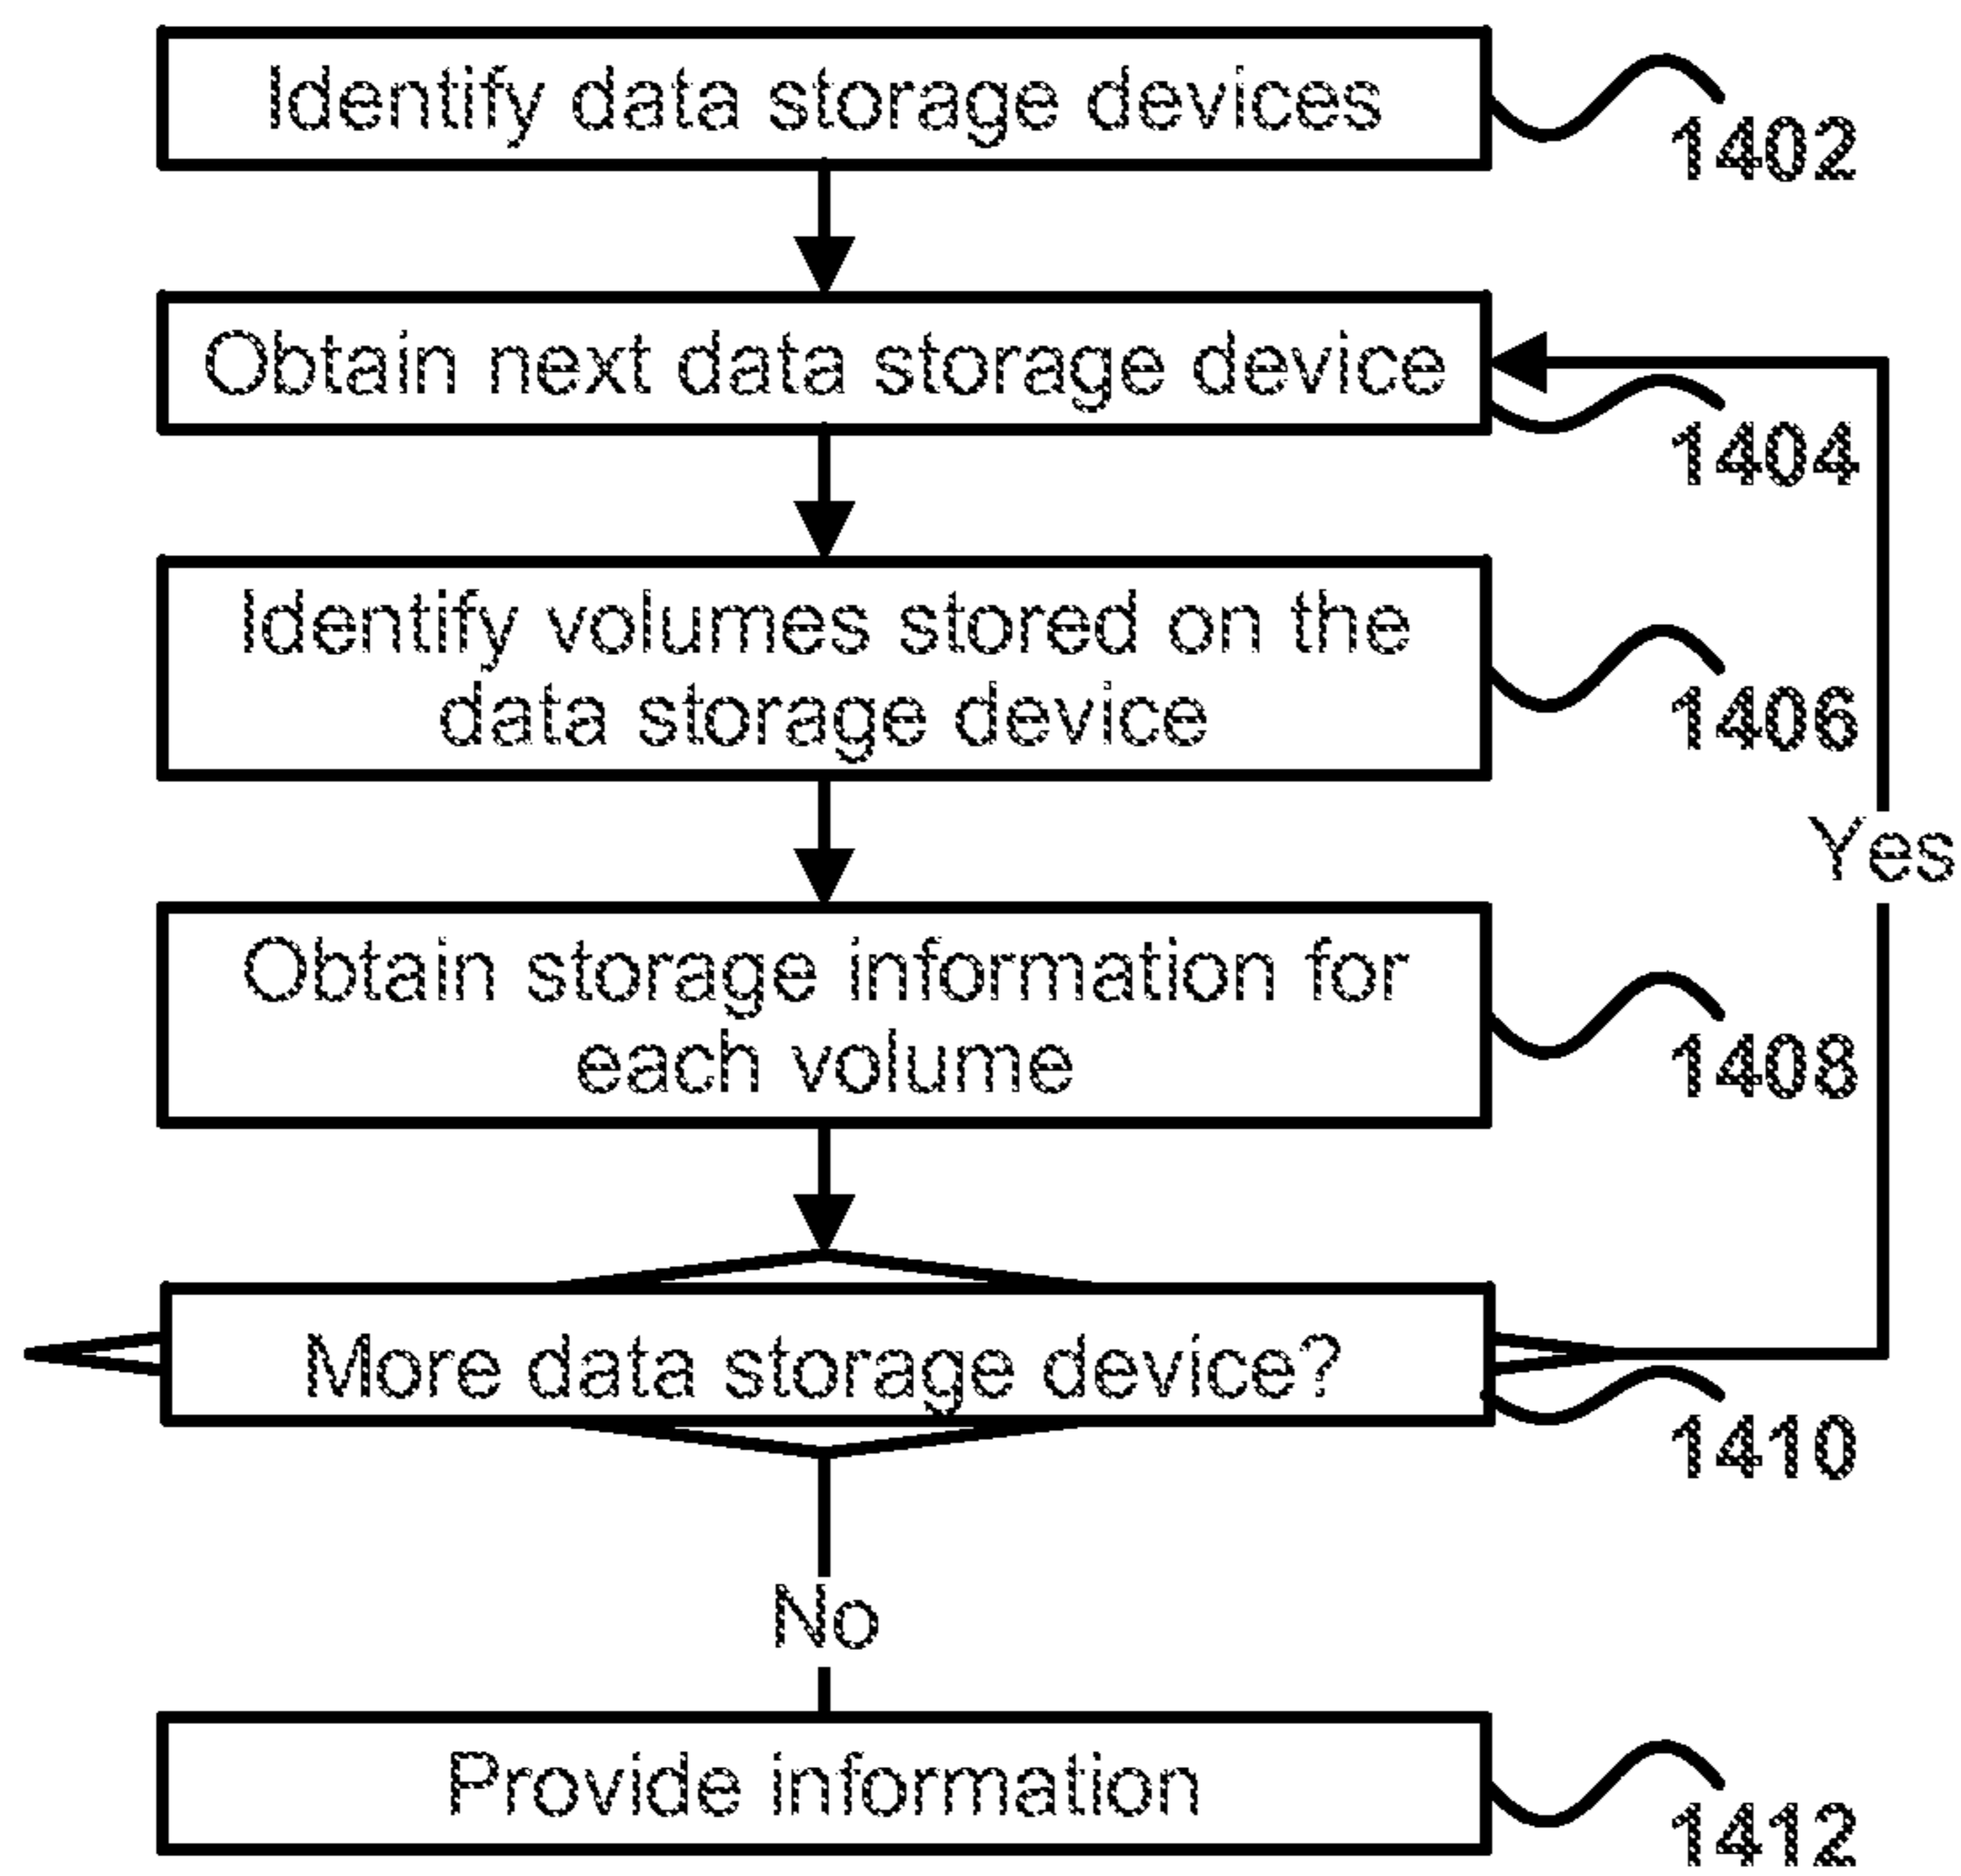 Identify data storage devices
1402
Obtain next data storage device
1404
Identify volumes stored on the
data storage device
1406
Yes
Obtain storage information for
each volume
1408
More data storage device?
1410
No
Provide information
1412